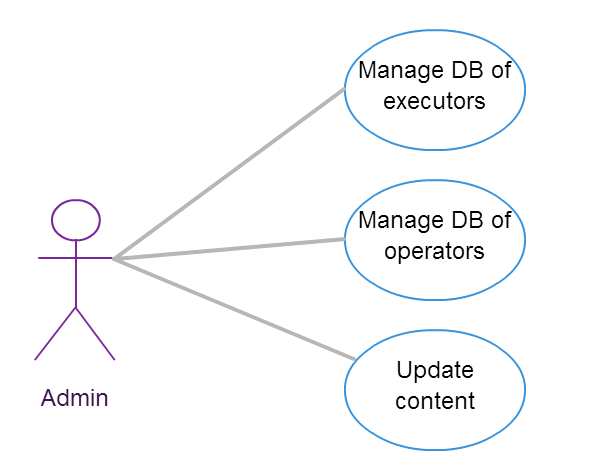 Manage DB of
executors
Manage DB of
operators
Update
content
Admin